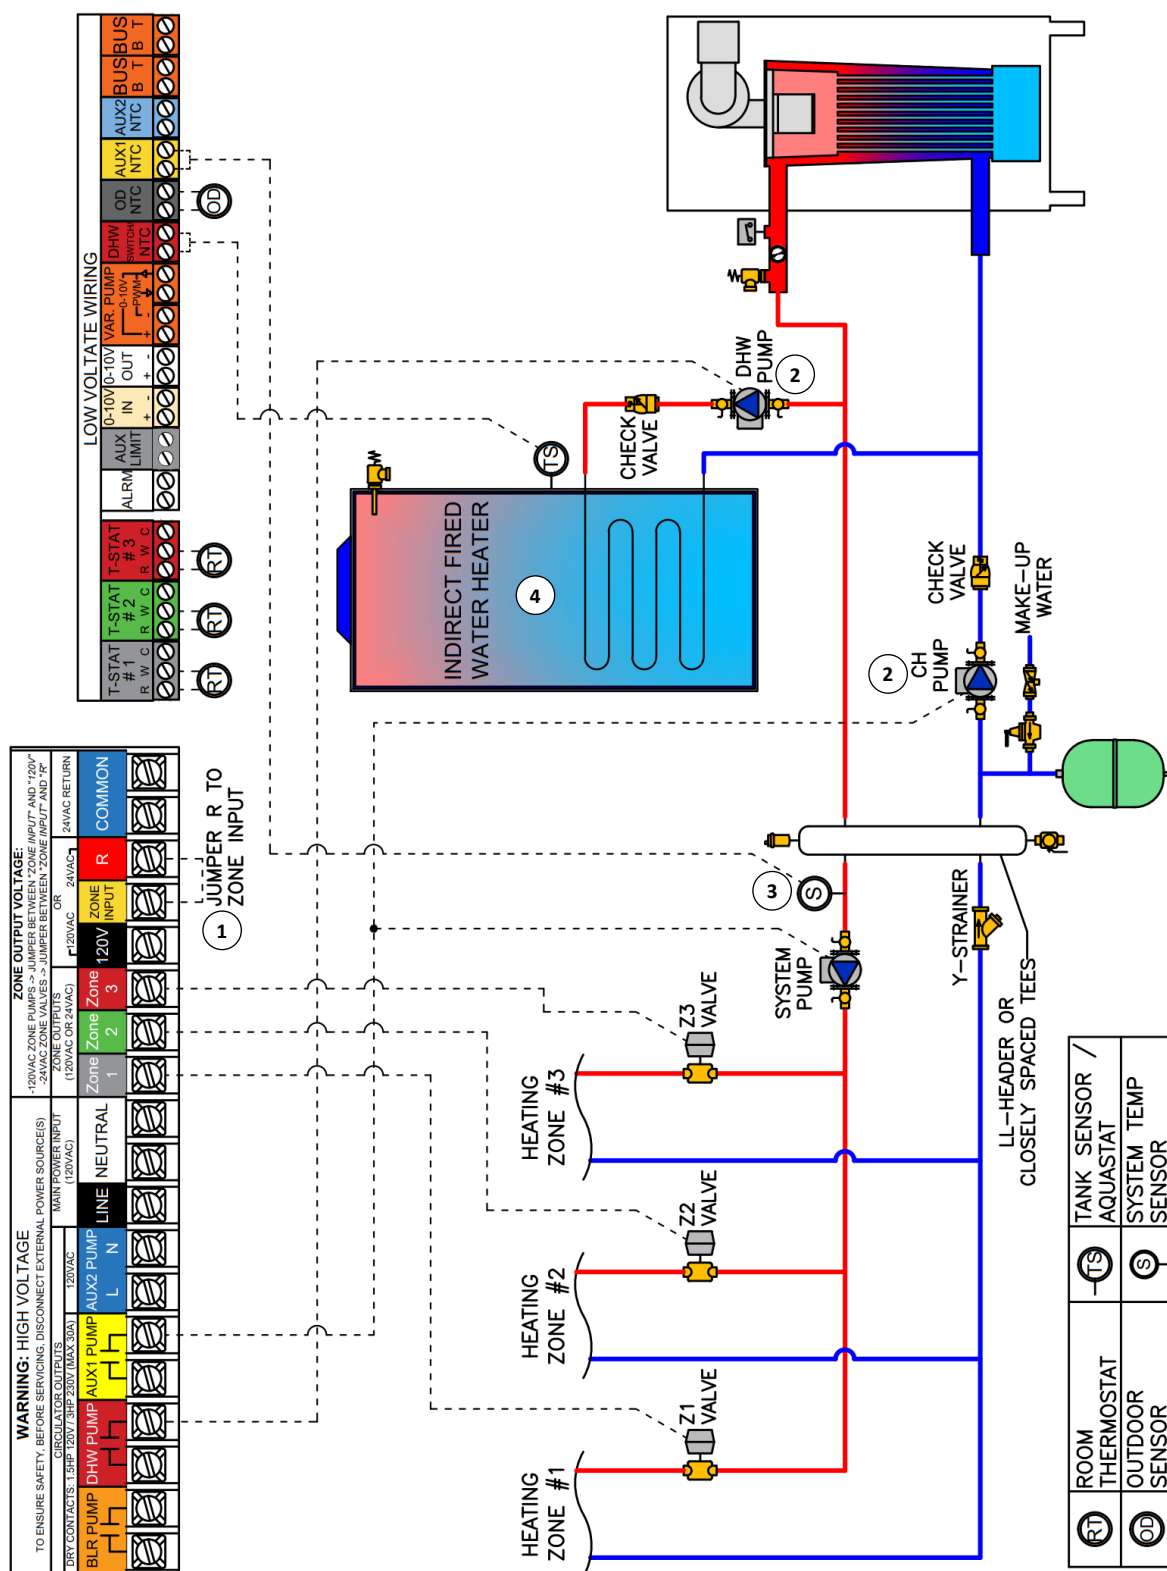 WARNING: HIGH VOLTAGE
TO ENSURE SAFETY, BEFORE SERVICING, DISCONNECT EXTERNAL POWER SOURCE(S)
CIRCULATOR OUTPUTS
DRY CONTACTS: 1.5HP 120V / 3HP 230V (MAX 30A)
120VAC
MAIN POWER INPUT
(120VAC)
ZONE OUTPUT VOLTAGE:
-120VAC ZONE PUMPS -> JUMPER BETWEEN "ZONE INPUT" AND "120V"
-24VAC ZONE VALVES -> JUMPER BETWEEN "ZONE INPUT" AND "R"
ZONE OUTPUTS
(120VAC OR 24VAC)
OR
120VAC
24VAC
24VAC RETURN
BLR PUMP
DHW PUMP
AUX1 PUMP
AUX2 PUMP
L N
LINE
NEUTRAL
Zone
1
Zone
2
Zone
3
120V
ZONE
INPUT
R
COMMON
JUMPER R TO
ZONE INPUT
1
LOW VOLTATE WIRING
T-STAT
# 1
R W C
T-STAT
# 2
R W C
T-STAT
# 3
R W C
ALRM
AUX
LIMIT
0-10V
IN
+ -
0-10V
OUT
+ -
VAR. PUMP
0-10V
PWM
+ -
DHW
SWITCH/
NTC
OD
NTC
AUX1
NTC
AUX2
NTC
BUS
B T
BUS
B T
RT
RT
RT
OD
TS
INDIRECT FIRED
WATER HEATER
4
CHECK
VALVE
DHW
PUMP
2
2
CH
PUMP
CHECK
VALVE
MAKE-UP
WATER
3
S
SYSTEM
PUMP
Y-STRAINER
LL-HEADER OR
CLOSELY SPACED TEES
HEATING
ZONE #1
Z1
VALVE
HEATING
ZONE #2
Z2
VALVE
HEATING
ZONE #3
Z3
VALVE
RT
ROOM
THERMOSTAT
TS
TANK SENSOR /
AQUASTAT
OD
OUTDOOR
SENSOR
S
SYSTEM TEMP
SENSOR